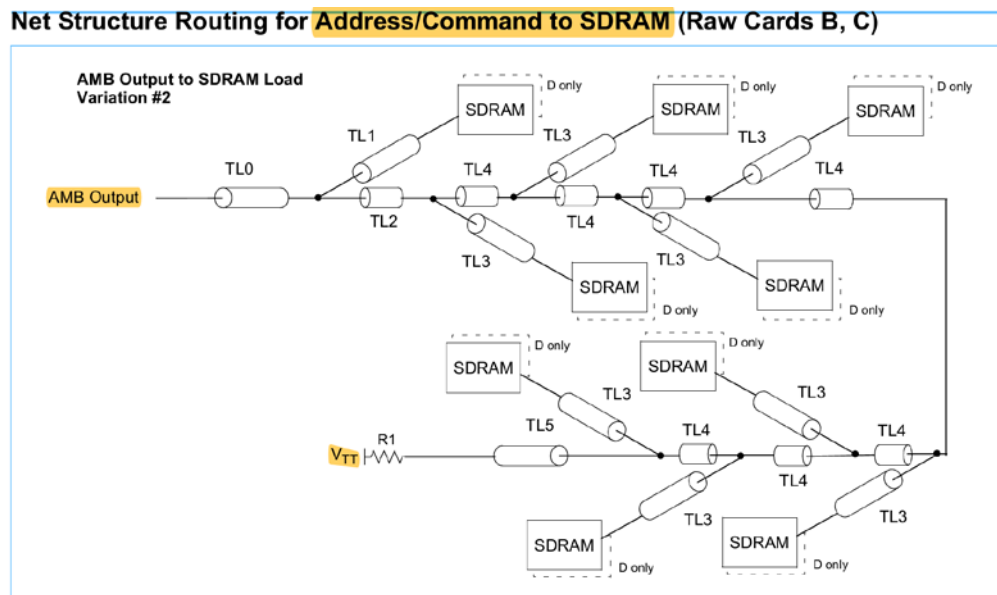 Net Structure Routing for Address/Command to SDRAM (Raw Cards B, C)
AMB Output to SDRAM Load
Variation #2
D only
D only
D only
SDRAM
SDRAM
SDRAM
TL1
TL3
TL3
TL0
TL4
TL4
TL4
AMB Output
TL2
TL4
TL3
TL3
SDRAM
SDRAM
D only
D only
D only
D only
SDRAM
SDRAM
TL3
TL3
R1
TL5
TL4
TL4
VTT
TL4
TL3
TL3
SDRAM
SDRAM
D only
D only